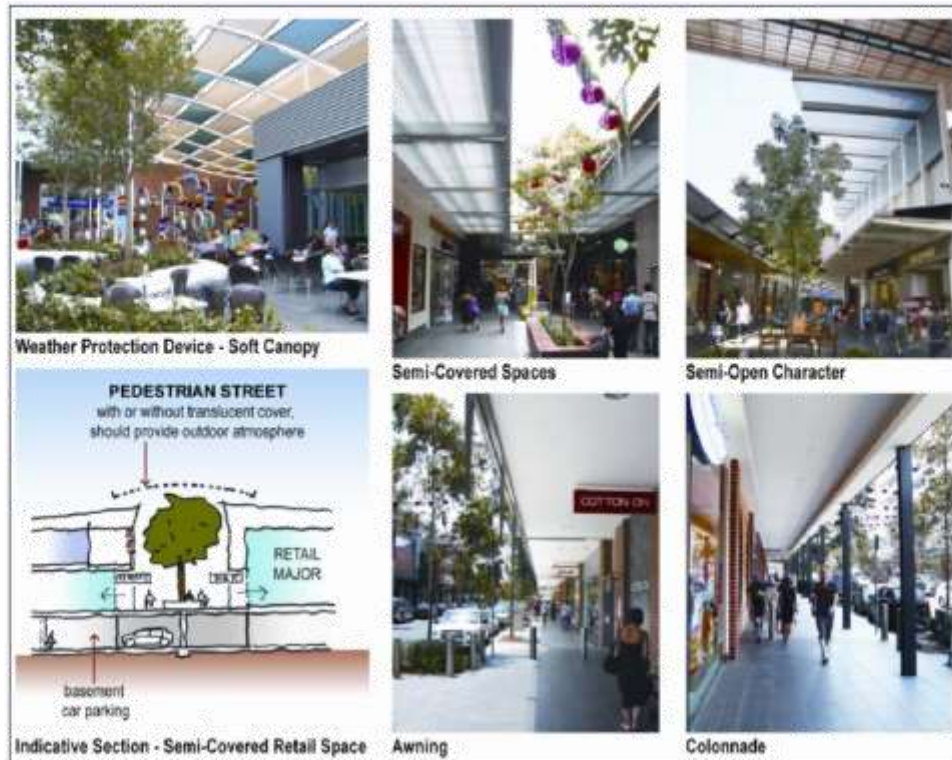 Weather Protection Device - Soft Canopy
Semi-Covered Spaces
Semi-Open Character
PEDESTRIAN STREET
with or without translucent cover,
should provide outdoor atmosphere
RETAIL
MAJOR
basement
car parking
Indicative Section - Semi-Covered Retail Space
COTTON ON
Awning
Colonnade